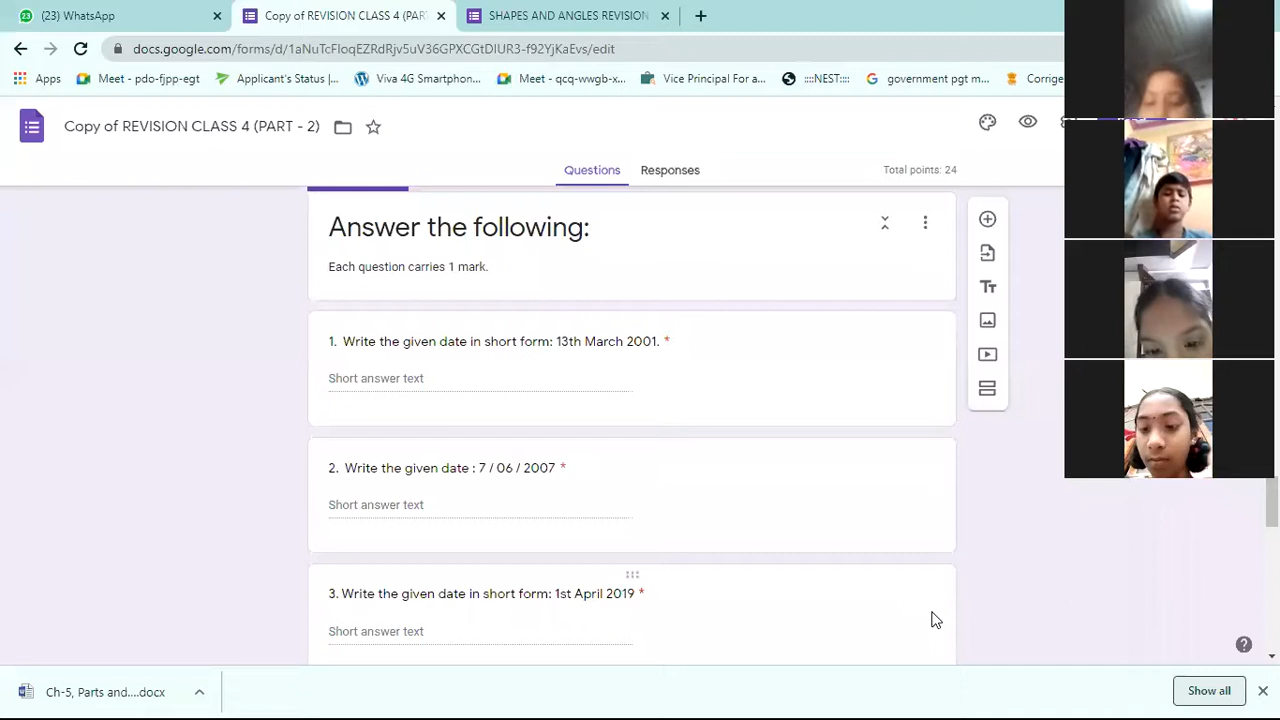 23
(23) WhatsApp
Copy of REVISION CLASS 4 (PAR
SHAPES AND ANGLES REVISION
docs.google.com/forms/d/1aNuTcFIoqEZRdRjv5uV36GPXCGtDIUR3-f92YjKaEvs/edit
Apps
Meet - pdo-fjpp-egt
Applicant's Status |...
Viva 4G Smartphon...
Meet - qcq-wwgb-x...
Vice Principal For a...
::::NEST::::
government pgt m...
Corrige
Copy of REVISION CLASS 4 (PART - 2)
Questions
Responses
Total points: 24
Answer the following:
Each question carries 1 mark.
1. Write the given date in short form: 13th March 2001. *
Short answer text
2. Write the given date : 7 / 06 / 2007 *
Short answer text
3. Write the given date in short form: 1st April 2019 *
Short answer text
Ch-5, Parts and....docx
Show all